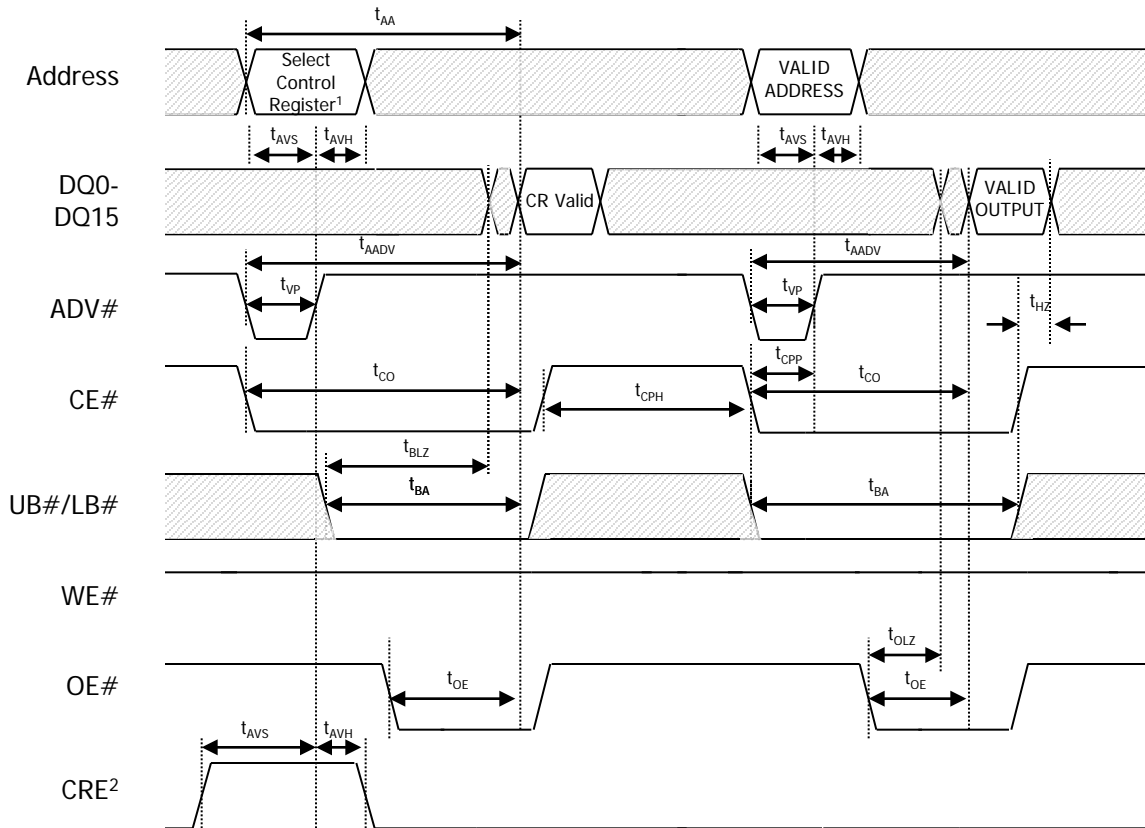 tAA
Address
Select
Control
Register1
VALID
ADDRESS
tAVS
tAVH
tAVS
tAVH
DQ0-
DQ15
CR Valid
VALID
OUTPUT
tAADV
tAADV
ADV#
tVP
tVP
tHZ
tCPP
CE#
tCO
tCPH
tCO
tBLZ
UB#/LB#
tBA
tBA
WE#
tOLZ
OE#
tOE
tOE
tAVS
tAVH
CRE2